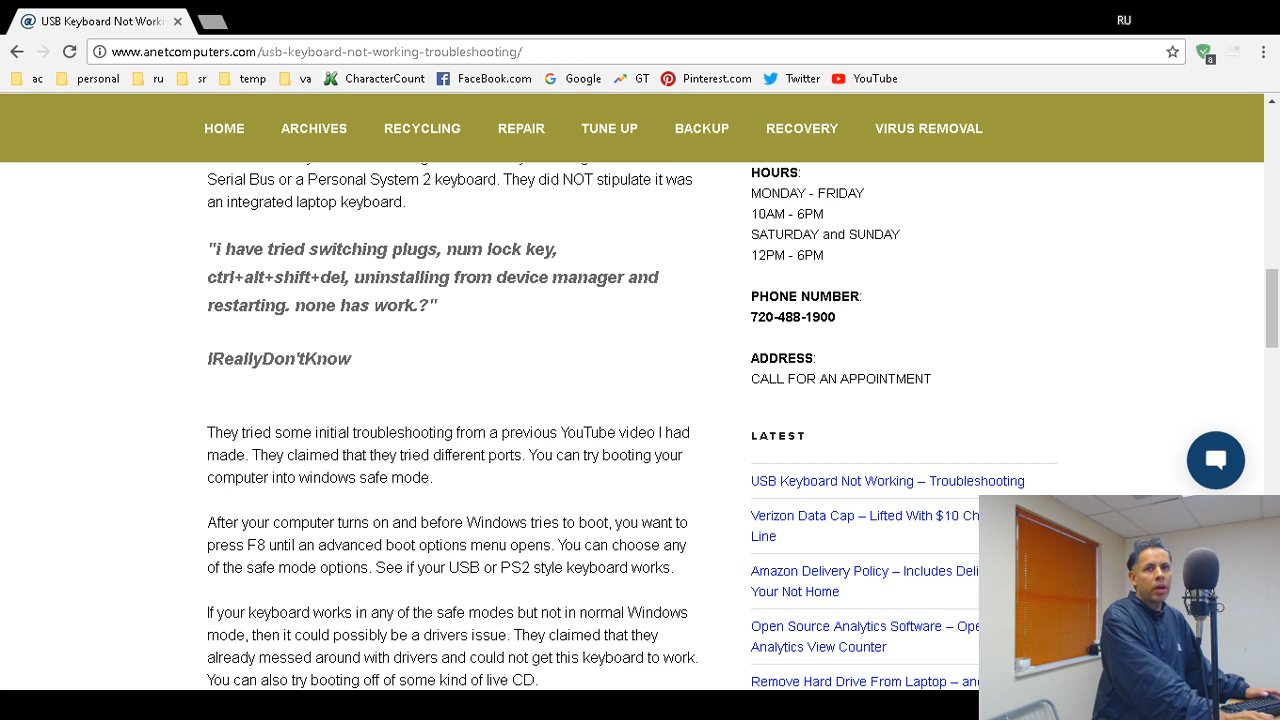 USB Keyboard Not Worki
RU
www.anetcomputers.com/usb-keyboard-not-working-troubleshooting/
8
ac personal ru sr temp va CharacterCount FaceBook.com Google GT Pinterest.com Twitter YouTube
HOME ARCHIVES RECYCLING REPAIR TUNE UP BACKUP RECOVERY VIRUS REMOVAL
Serial Bus or a Personal System 2 keyboard. They did NOT stipulate it was
an integrated laptop keyboard.
"i have tried switching plugs, num lock key,
ctrl+alt+shift+del, uninstalling from device manager and
restarting. none has work.?"
IReallyDon'tKnow
They tried some initial troubleshooting from a previous YouTube video I had
made. They claimed that they tried different ports. You can try booting your
computer into windows safe mode.
After your computer turns on and before Windows tries to boot, you want to
press F8 until an advanced boot options menu opens. You can choose any
of the safe mode options. See if your USB or PS2 style keyboard works.
If your keyboard works in any of the safe modes but not in normal Windows
mode, then it could possibly be a drivers issue. They claimed that they
already messed around with drivers and could not get this keyboard to work.
You can also try booting off of some kind of live CD.
HOURS:
MONDAY - FRIDAY
10AM - 6PM
SATURDAY and SUNDAY
12PM - 6PM
PHONE NUMBER:
720-488-1900
ADDRESS:
CALL FOR AN APPOINTMENT
LATEST
USB Keyboard Not Working – Troubleshooting
Verizon Data Cap – Lifted With $10 Ch
Line
Amazon Delivery Policy – Includes Deli
Your Not Home
Open Source Analytics Software – Ope
Analytics View Counter
Remove Hard Drive From Laptop – an